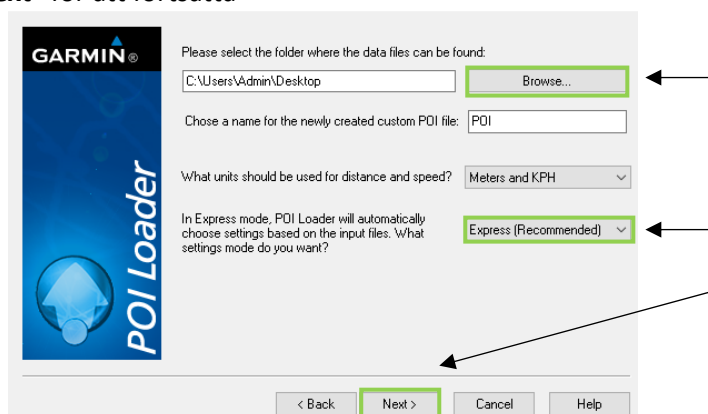 GARMIN®
Please select the folder where the data files can be found:
C:\Users\Admin\Desktop
Browse...
Chose a name for the newly created custom POI file:
POI
What units should be used for distance and speed?
Meters and KPH
In Express mode, POI Loader will automatically
choose settings based on the input files. What
settings mode do you want?
Express (Recommended)
POI Loader
< Back
Next >
Cancel
Help